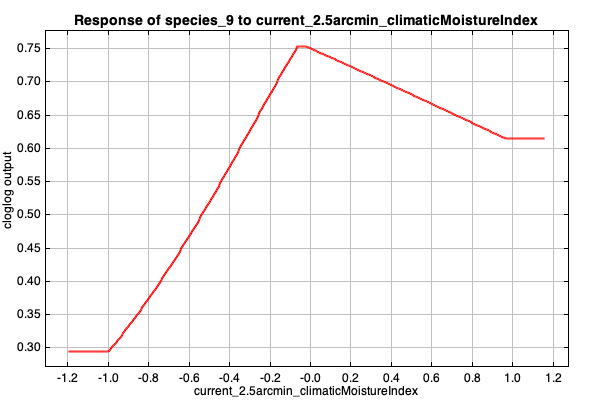 Response of species_9 to current_2.5arcmin_climaticMoistureIndex
0.75
0.70
0.65
0.60
0.55
0.50
0.45
0.40
0.35
0.30
cloglog output
-1.2 -1.0 -0.8 -0.6 -0.4 -0.2 -0.0 0.2 0.4 0.6 0.8 1.0 1.2
current_2.5arcmin_climaticMoistureIndex